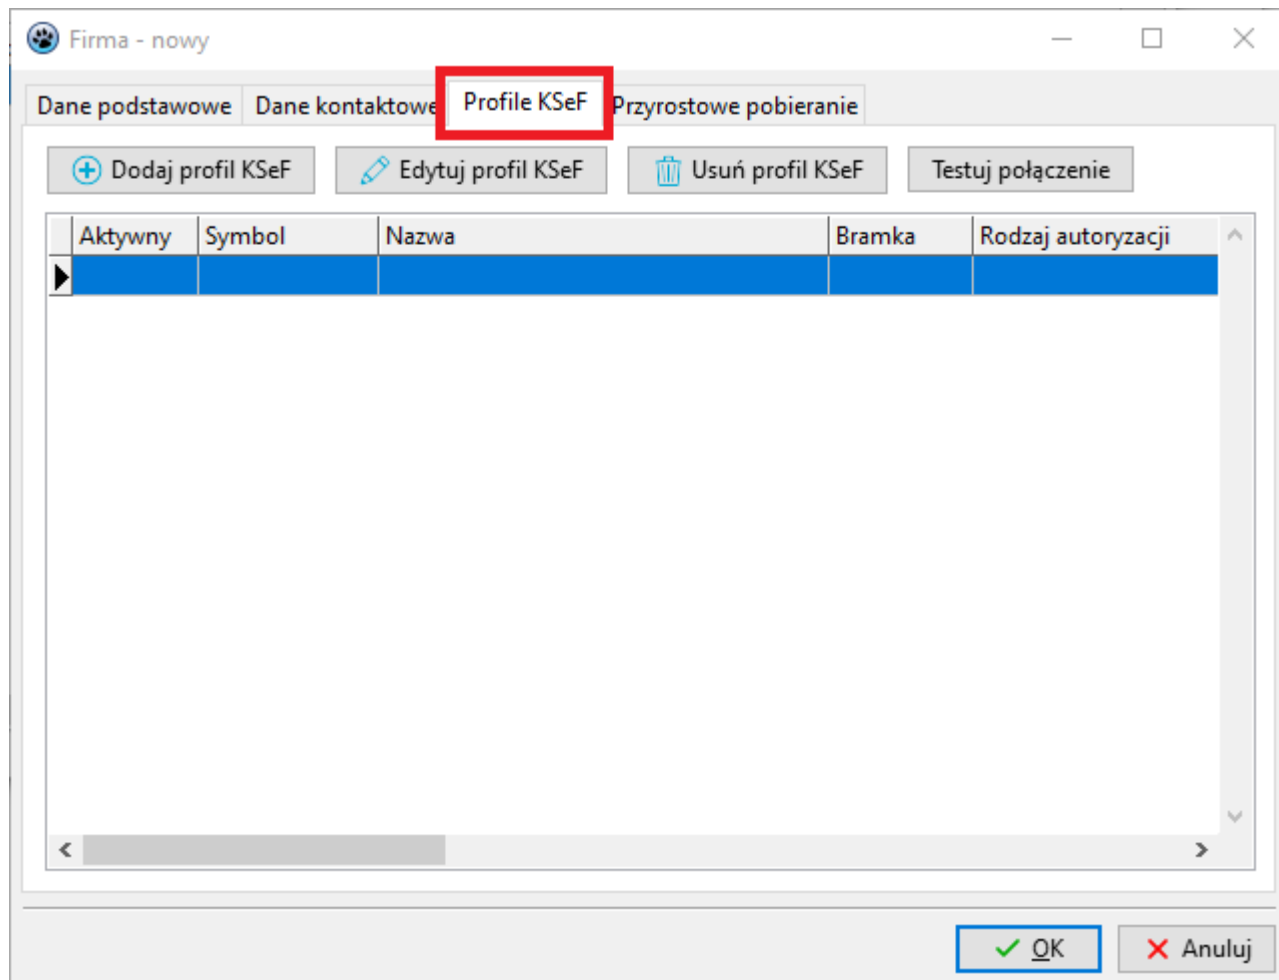 Firma - nowy
Dane podstawowe Dane kontaktowe Profile KSeF Przyrostowe pobieranie
Dodaj profil KSeF Edytuj profil KSeF Usuń profil KSeF Testuj połączenie
Aktywny Symbol Nazwa Bramka Rodzaj autoryzacji
OK Anuluj